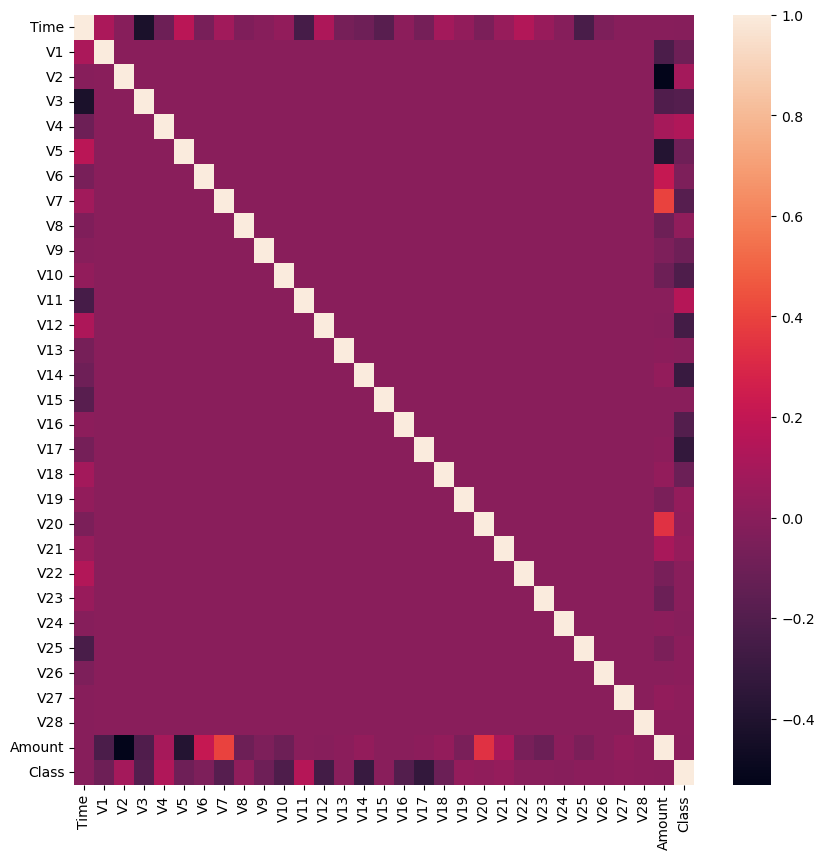 Time
V1
V2
V3
V4
V5
V6
V7
V8
V9
V10
V11
V12
V13
V14
V15
V16
V17
V18
V19
V20
V21
V22
V23
V24
V25
V26
V27
V28
Amount
Class
Time
V1
V2
V3
V4
V5
V6
V7
V8
V9
V10
V11
V12
V13
V14
V15
V16
V17
V18
V19
V20
V21
V22
V23
V24
V25
V26
V27
V28
Amount
Class
1.0
0.8
0.6
0.4
0.2
0.0
−0.2
−0.4